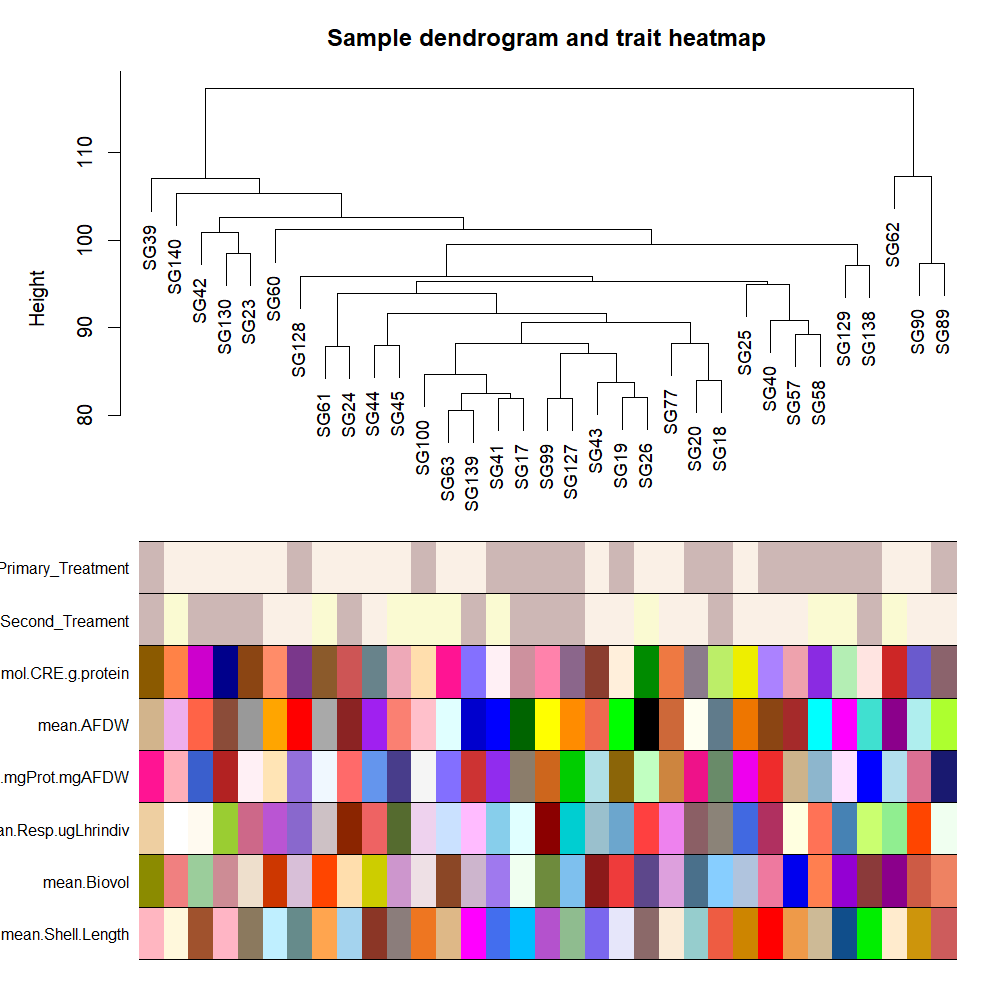 Sample dendrogram and trait heatmap
Height
110
100
90
80
SG39
SG140
SG42
SG130
SG23
SG60
SG128
SG61
SG24
SG44
SG45
SG100
SG63
SG139
SG41
SG17
SG99
SG127
SG43
SG19
SG26
SG77
SG20
SG18
SG25
SG40
SG57
SG58
SG129
SG138
SG62
SG90
SG89
Primary_Treatment
Second_Treament
mol.CRE.g.protein
mean.AFDW
.mgProt.mgAFDW
an.Resp.ugLhrindiv
mean.Biovol
mean.Shell.Length